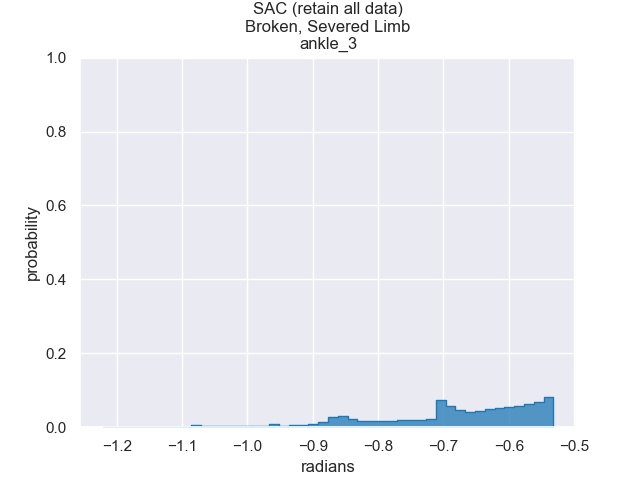 SAC (retain all data)
Broken, Severed Limb
ankle_3
1.0
0.8
0.6
0.4
0.2
0.0
probability
−1.2
−1.1
−1.0
−0.9
−0.8
−0.7
−0.6
−0.5
radians